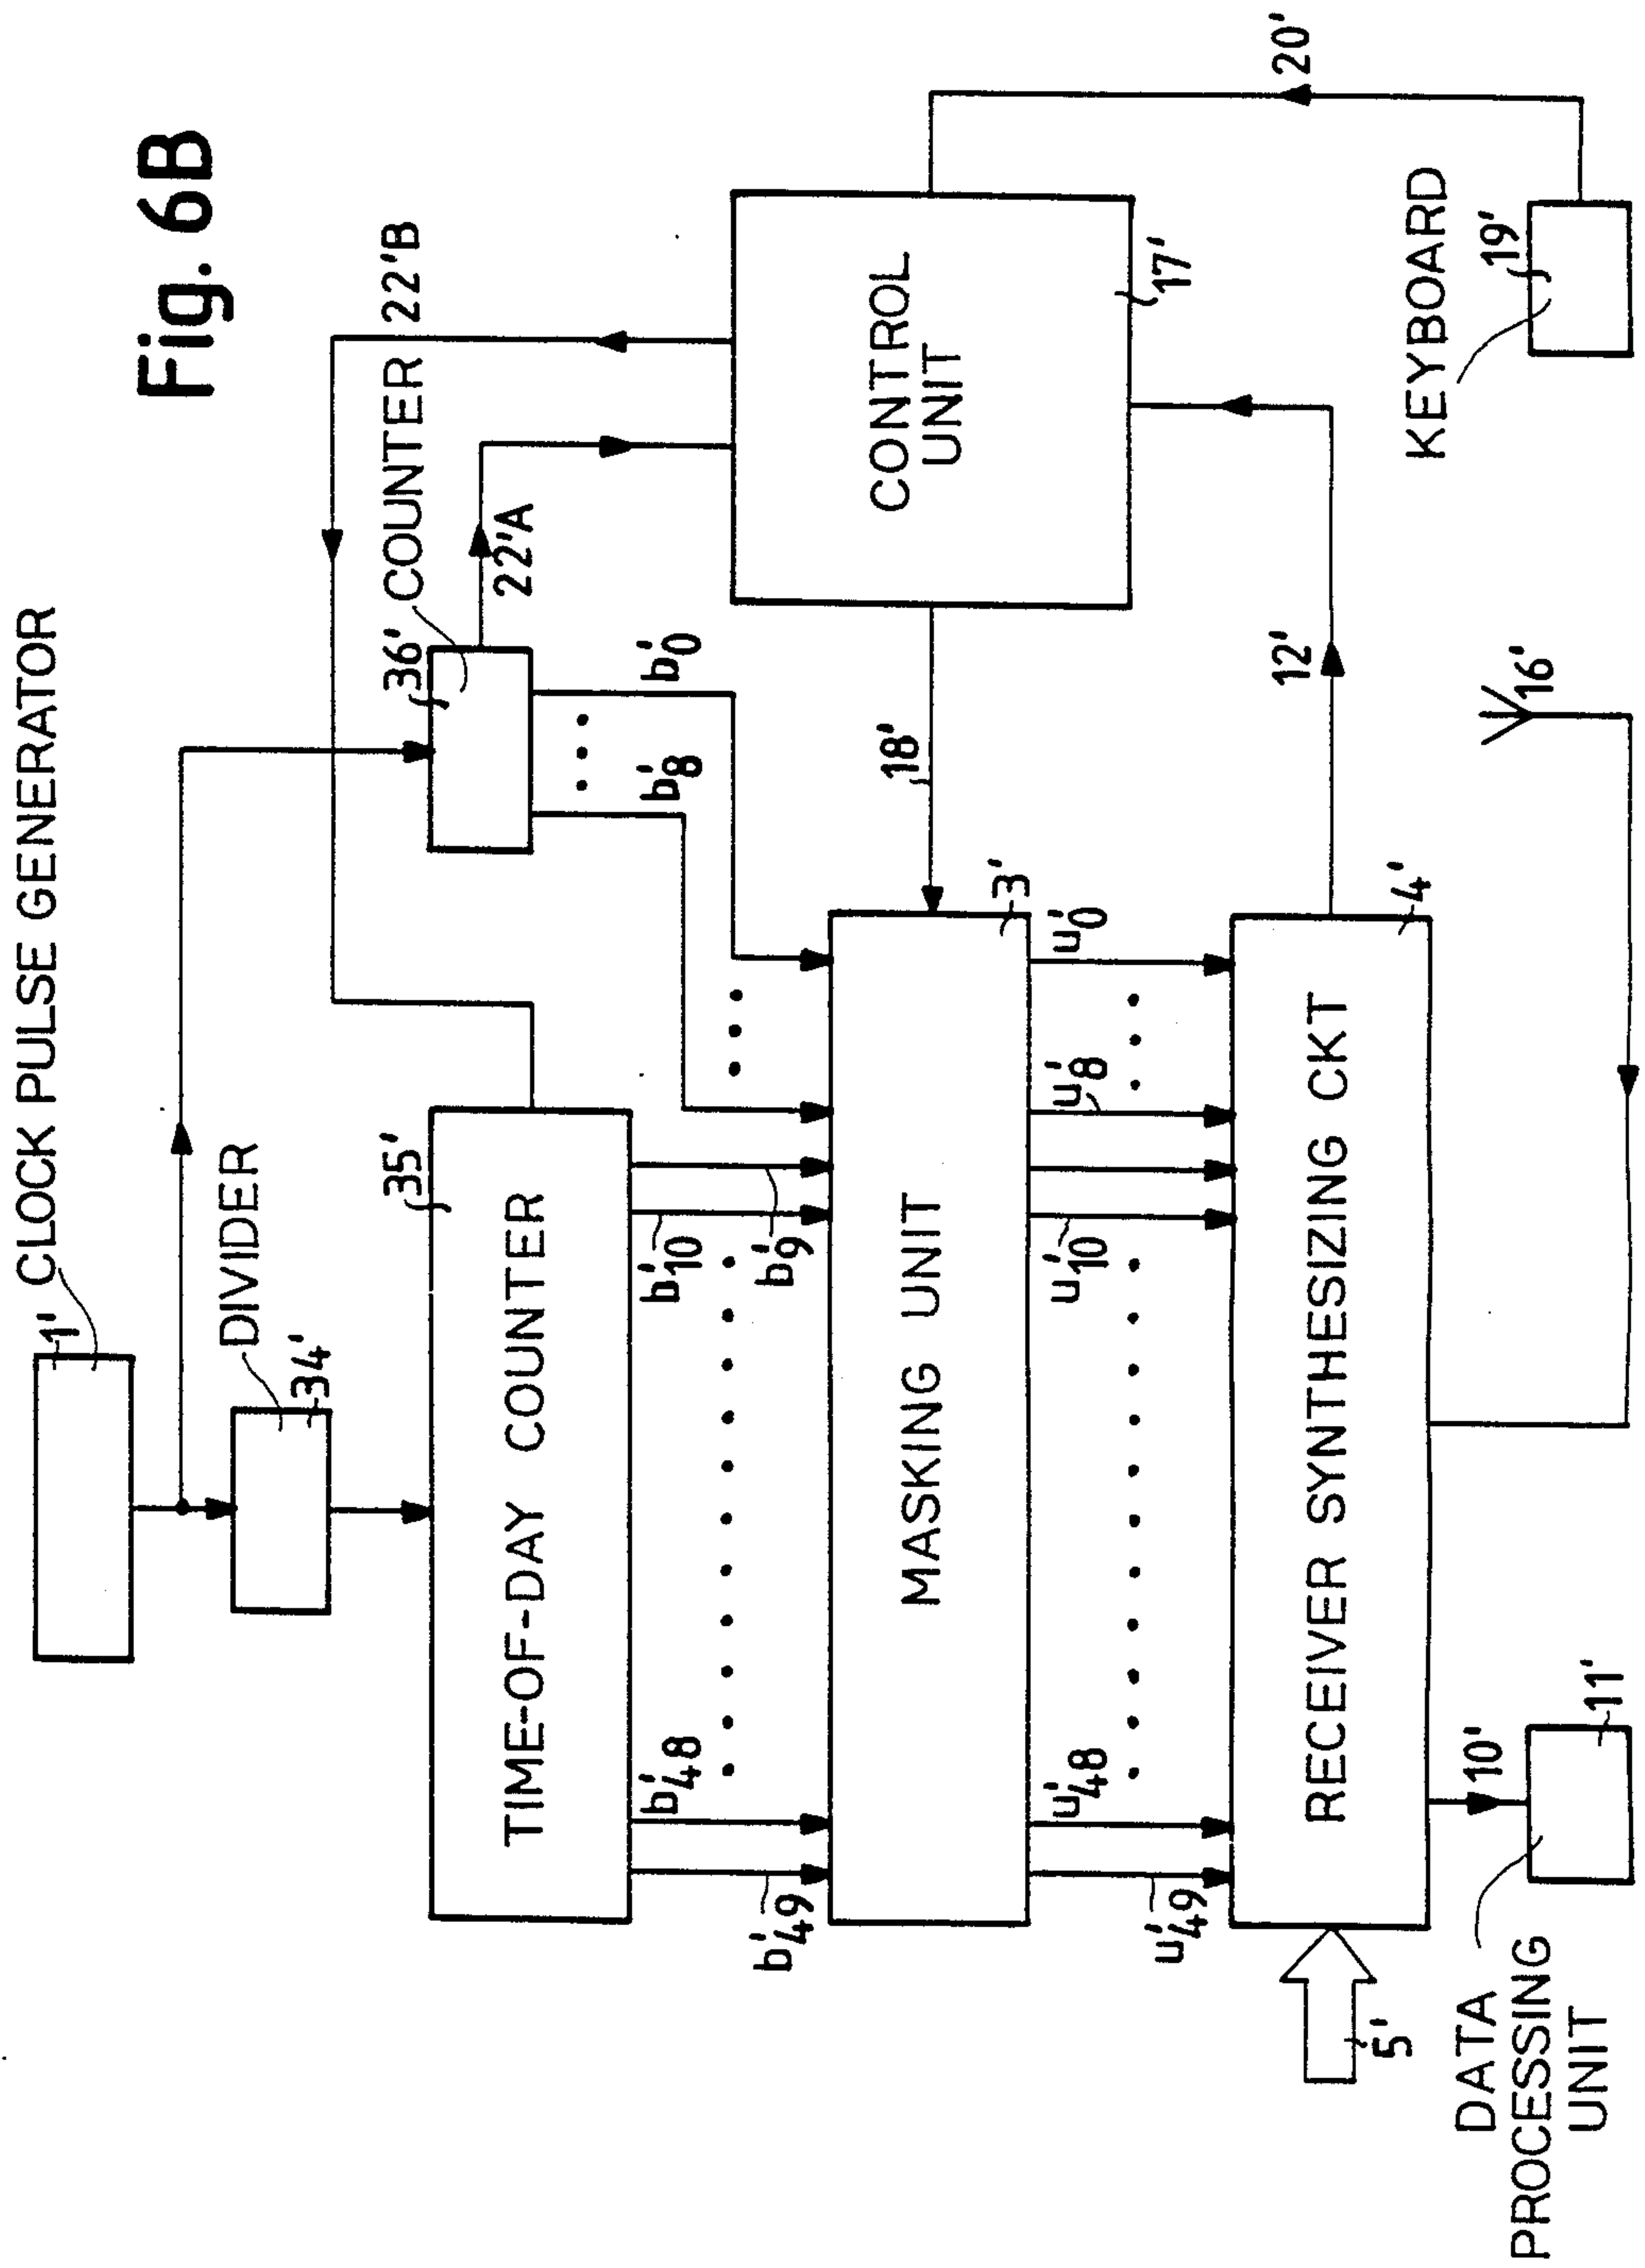 Fig. 6B
CLOCK PULSE GENERATOR
1'
DIVIDER
34'
35'
TIME-OF-DAY COUNTER
36'
COUNTER
22'A
22'B
b'0
b'8
b'9
b'10
b'48
b'49
MASKING UNIT
3'
18'
CONTROL
UNIT
17'
20'
u'0
u'8
u'10
u'48
u'49
RECEIVER SYNTHESIZING CKT
4'
12'
5'
10'
11'
DATA
PROCESSING
UNIT
16'
KEYBOARD
19'